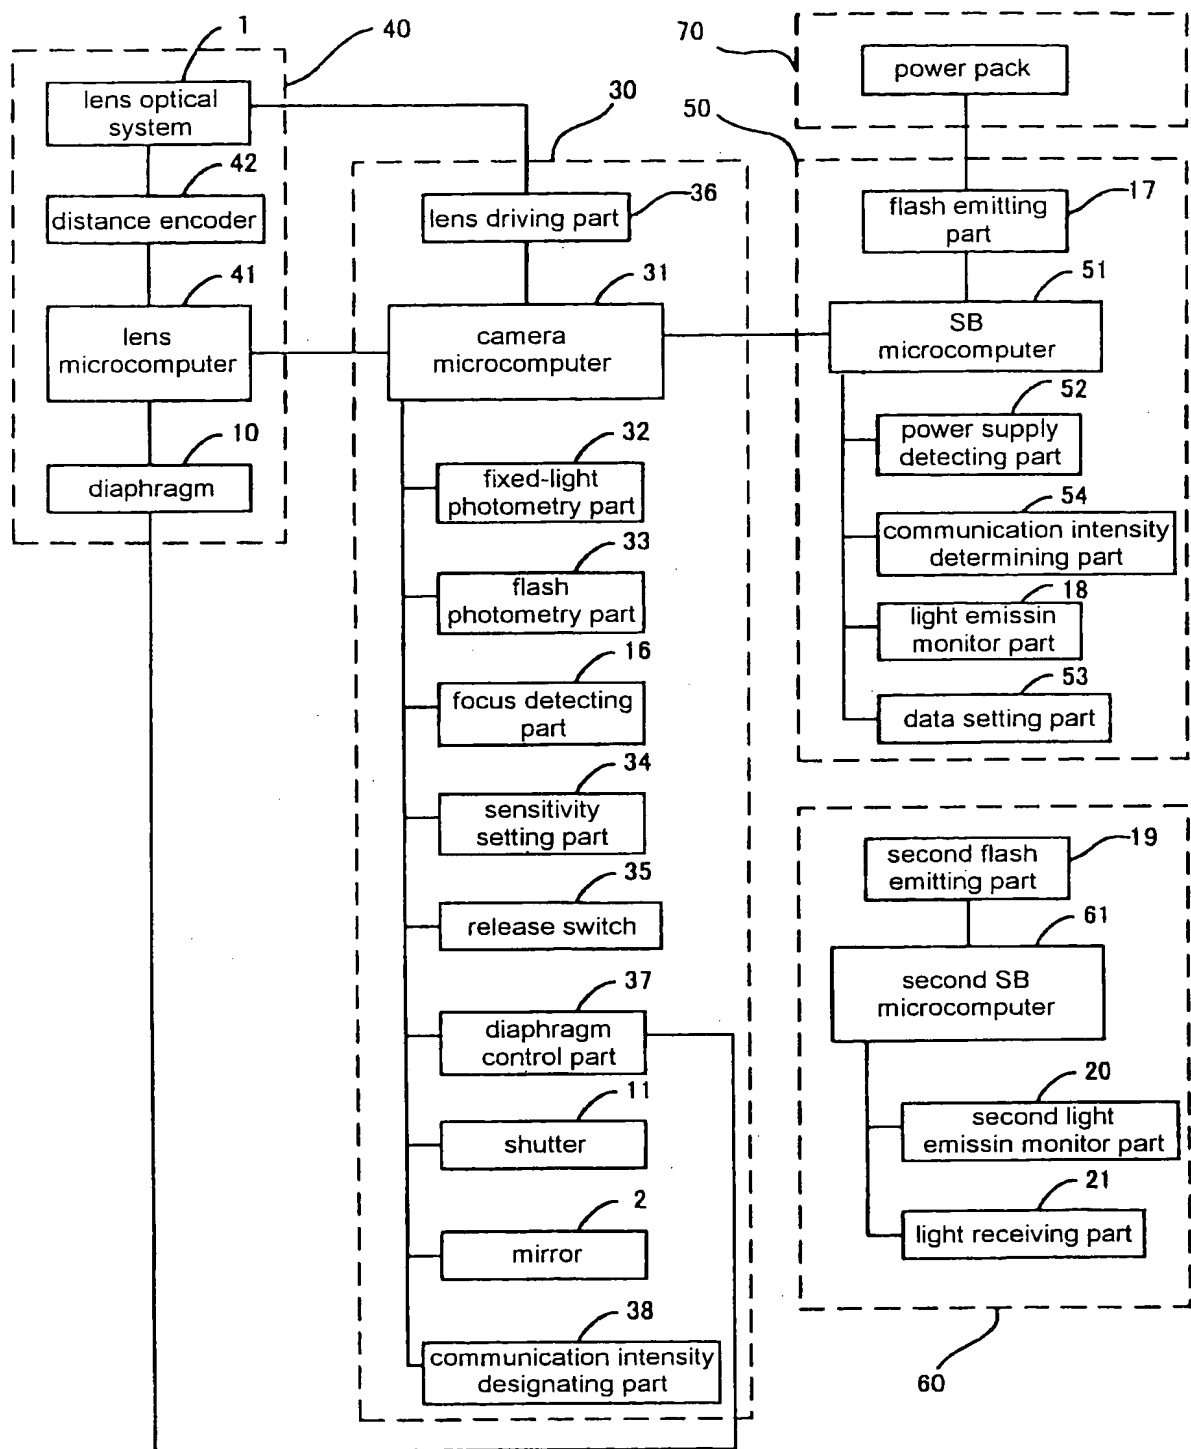 1
40
lens optical
system
42
distance encoder
41
lens
microcomputer
10
diaphragm
30
lens driving part
36
31
camera
microcomputer
32
fixed-light
photometry part
33
flash
photometry part
16
focus detecting
part
34
sensitivity
setting part
35
release switch
37
diaphragm
control part
11
shutter
2
mirror
38
communication intensity
designating part
70
power pack
50
flash emitting
part
17
51
SB
microcomputer
52
power supply
detecting part
54
communication intensity
determining part
18
light emissin
monitor part
53
data setting part
second flash
emitting part
19
61
second SB
microcomputer
20
second light
emissin monitor part
21
light receiving part
60